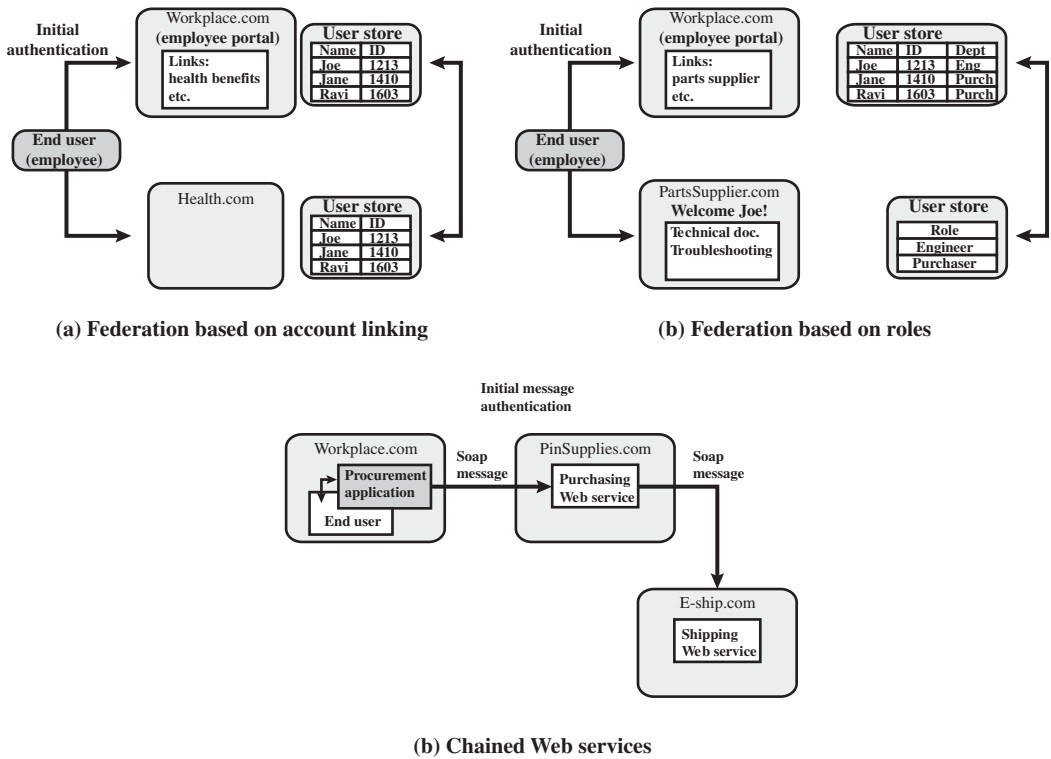 Initial
authentication
Workplace.com
(employee portal)
Links:
health benefits
etc.
User store
Name ID
Joe 1213
Jane 1410
Ravi 1603
End user
(employee)
Health.com
User store
Name ID
Joe 1213
Jane 1410
Ravi 1603
(a) Federation based on account linking
Initial
authentication
Workplace.com
(employee portal)
Links:
parts supplier
etc.
User store
Name ID Dept
Joe 1213 Eng
Jane 1410 Purch
Ravi 1603 Purch
End user
(employee)
PartsSupplier.com
Welcome Joe!
Technical doc.
Troubleshooting
User store
Role
Engineer
Purchaser
(b) Federation based on roles
Initial message
authentication
Workplace.com
Procurement
application
End user
Soap
message
PinSupplies.com
Purchasing
Web service
Soap
message
E-ship.com
Shipping
Web service
(b) Chained Web services